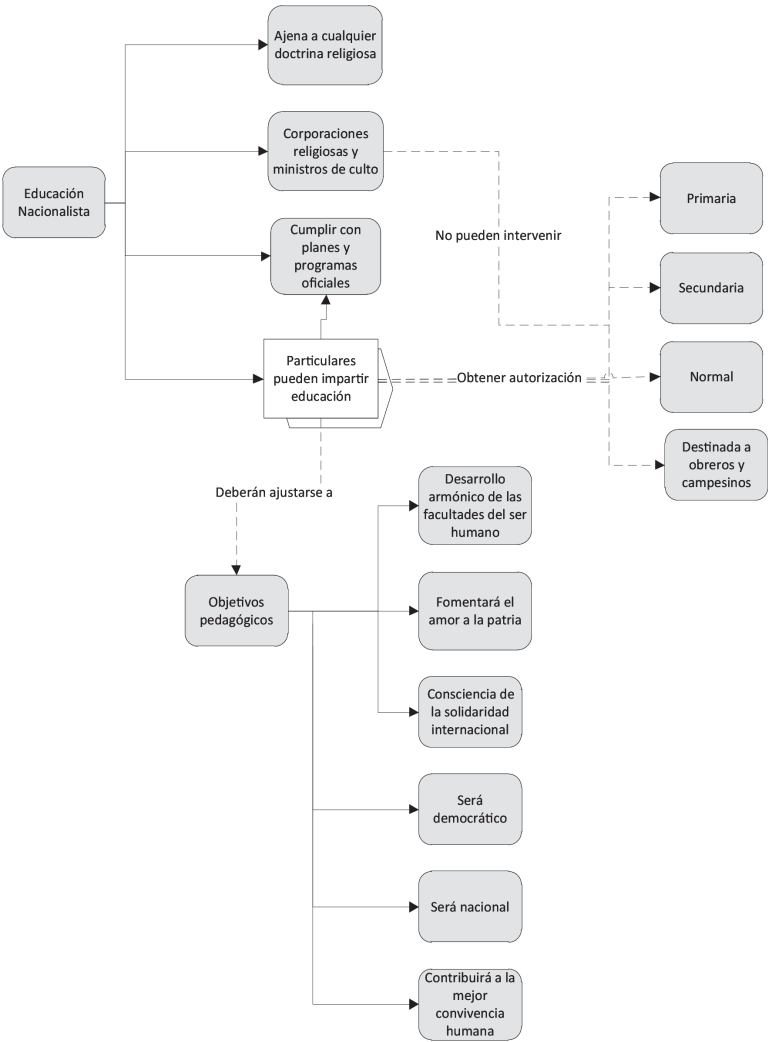 Ajena a cualquier
doctrina religiosa
Corporaciones
religiosas y
ministros de culto
Educación
Nacionalista
Primaria
No pueden intervenir
Cumplir con
planes y
programas
oficiales
Secundaria
Particulares
pueden impartir
educación
Obtener autorización
Normal
Destinada a
obreros y
campesinos
Deberán ajustarse a
Desarrollo
armónico de las
facultades del ser
humano
Objetivos
pedagógicos
Fomentará el
amor a la patria
Consciencia de
la solidaridad
internacional
Será
democrático
Será nacional
Contribuirá a la
mejor
convivencia
humana